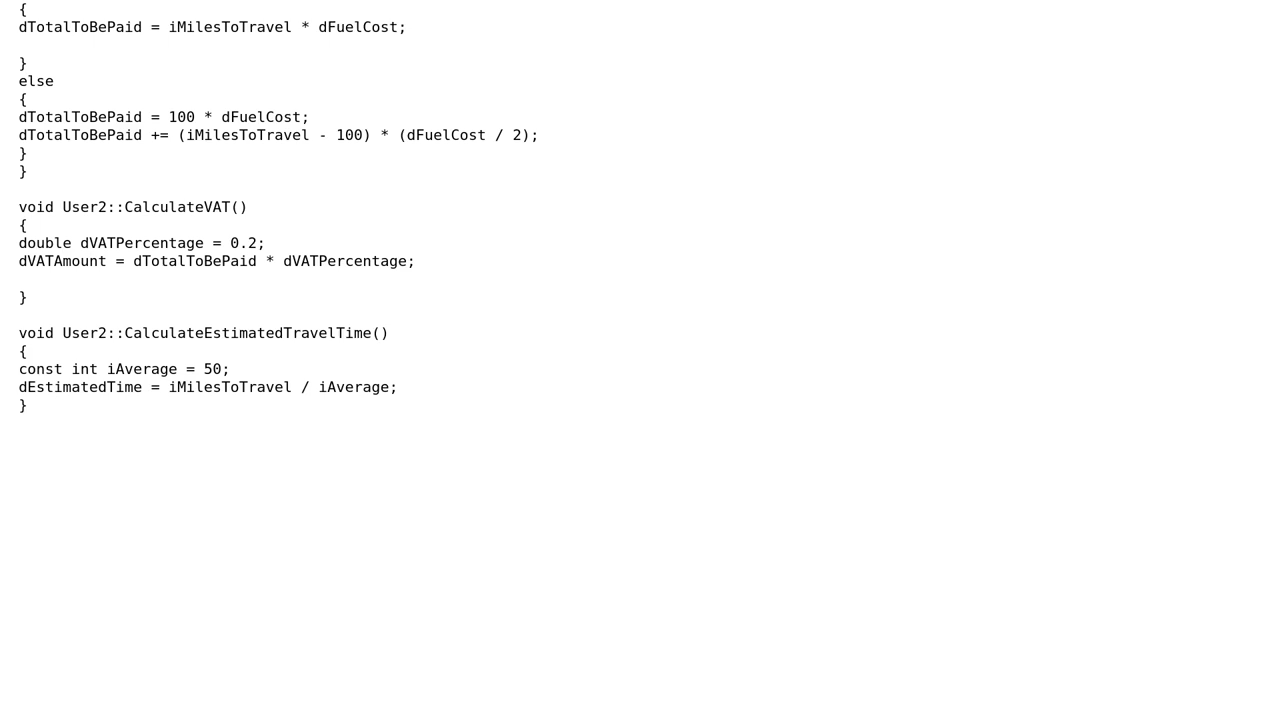 {
dTotalToBePaid = iMilesToTravel * dFuelCost;
}
else
{
dTotalToBePaid = 100 * dFuelCost;
dTotalToBePaid += (iMilesToTravel - 100) * (dFuelCost / 2);
}
}
void User2::CalculateVAT()
{
double dVATPercentage = 0.2;
dVATAmount = dTotalToBePaid * dVATPercentage;
}
void User2::CalculateEstimatedTravelTime()
{
const int iAverage = 50;
dEstimatedTime = iMilesToTravel / iAverage;
}